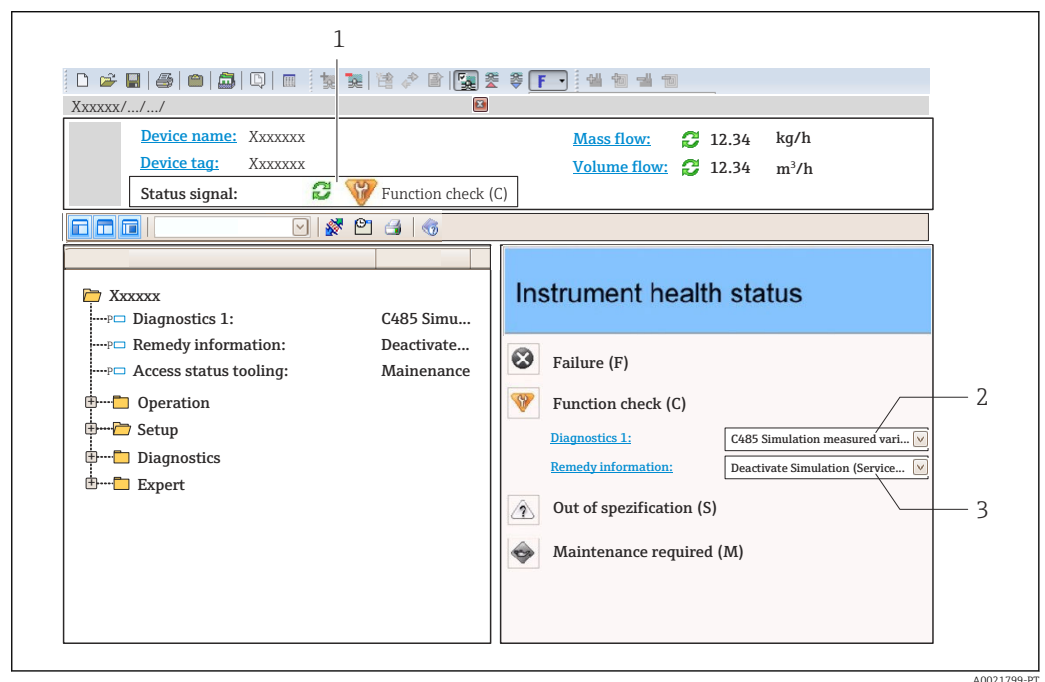 1
F
Xxxxxx/.../.../
Device name: Xxxxxxx
Mass flow: 12.34 kg/h
Device tag: Xxxxxxx
Volume flow: 12.34 m³/h
Status signal: Function check (C)
Xxxxxx
Diagnostics 1: C485 Simu...
Remedy information: Deactivate...
Access status tooling: Mainenance
Operation
Setup
Diagnostics
Expert
Instrument health status
Failure (F)
Function check (C)
2
Diagnostics 1: C485 Simulation measured vari...
Remedy information: Deactivate Simulation (Service...
Out of spezification (S)
3
Maintenance required (M)
A0021799-PT